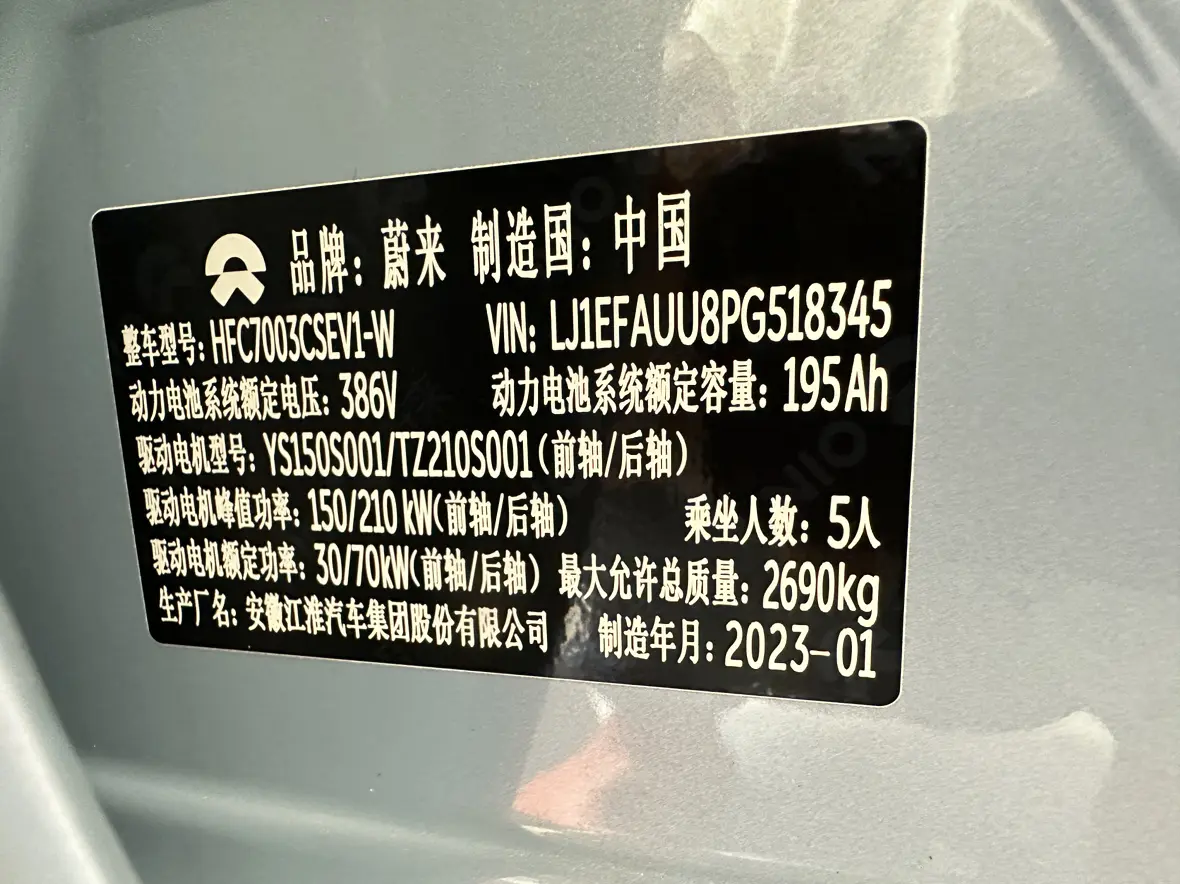 品牌：蔚来 制造国：中国
整车型号：HFC7003CSEV1-W VIN：LJ1EFAUU8PG518345
动力电池系统额定电压：386V 动力电池系统额定容量：195Ah
驱动电机型号：YS150S001/TZ210S001（前轴/后轴）
驱动电机峰值功率：150/210 kW（前轴/后轴） 乘坐人数：5人
驱动电机额定功率：30/70kW（前轴/后轴） 最大允许总质量：2690kg
生产厂名：安徽江淮汽车集团股份有限公司 制造年月：2023-01